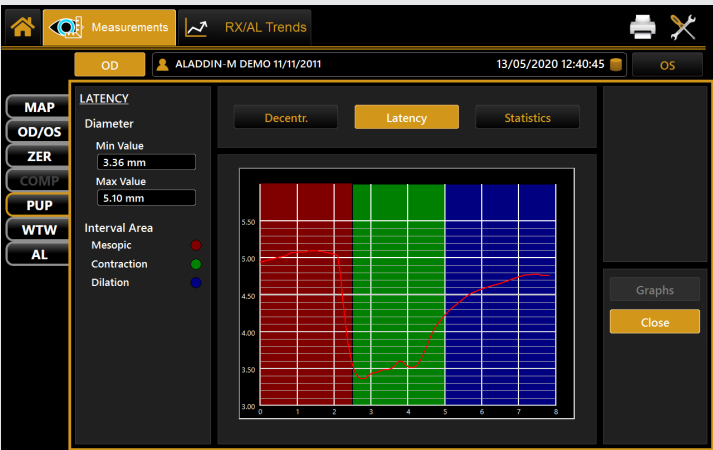 Measurements
RX/AL Trends
OD
ALADDIN-M DEMO 11/11/2011
13/05/2020 12:40:45
OS
MAP
OD/OS
ZER
COMP
PUP
WTW
AL
LATENCY
Diameter
Min Value
3.36 mm
Max Value
5.10 mm
Interval Area
Mesopic
Contraction
Dilation
Decentr.
Latency
Statistics
5.50
5.00
4.50
4.00
3.50
3.00
0 1 2 3 4 5 6 7 8
Graphs
Close